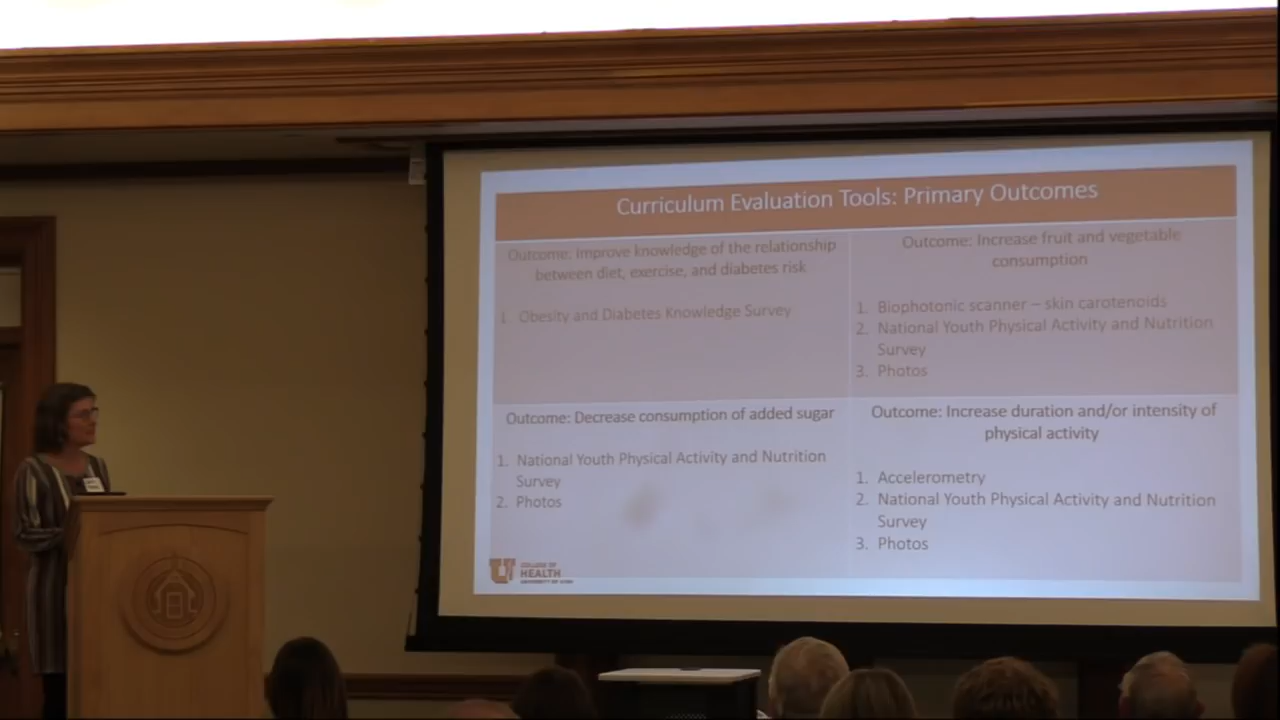 Curriculum Evaluation Tools: Primary Outcomes
Outcome: Improve knowledge of the relationship
between diet, exercise, and diabetes risk
1. Obesity and Diabetes Knowledge Survey
Outcome: Increase fruit and vegetable
consumption
1. Biophotonic scanner – skin carotenoids
2. National Youth Physical Activity and Nutrition
Survey
3. Photos
Outcome: Decrease consumption of added sugar
1. National Youth Physical Activity and Nutrition
Survey
2. Photos
Outcome: Increase duration and/or intensity of
physical activity
1. Accelerometry
2. National Youth Physical Activity and Nutrition
Survey
3. Photos
U
COLLEGE OF
HEALTH
UNIVERSITY OF UTAH